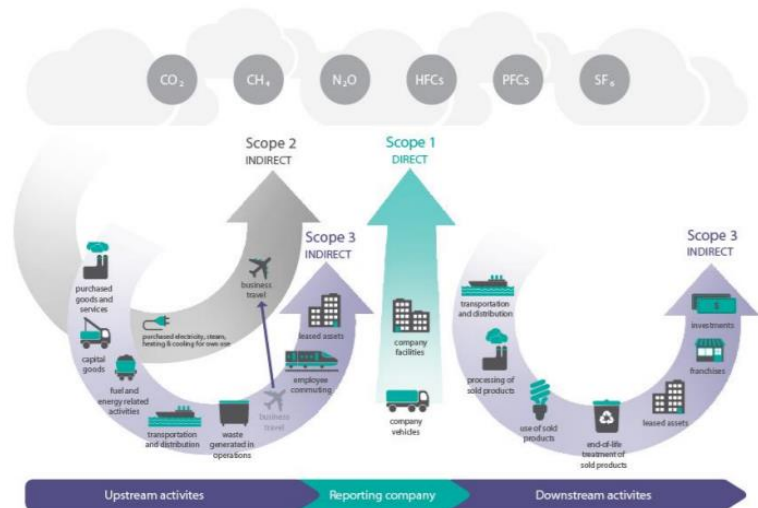 CO₂
CH₄
N₂O
HFCs
PFCs
SF₆
Scope 2
INDIRECT
Scope 1
DIRECT
Scope 3
INDIRECT
Scope 3
INDIRECT
purchased
goods and
services
capital
goods
fuel and
energy related
activities
purchased electricity, steam,
heating & cooling for own use
transportation
and distribution
waste
generated in
operations
business
travel
business
travel
employee
commuting
leased assets
company
facilities
company
vehicles
transportation
and distribution
processing of
sold products
use of sold
products
end-of-life
treatment of
sold products
leased assets
franchises
investments
Upstream activites
Reporting company
Downstream activites